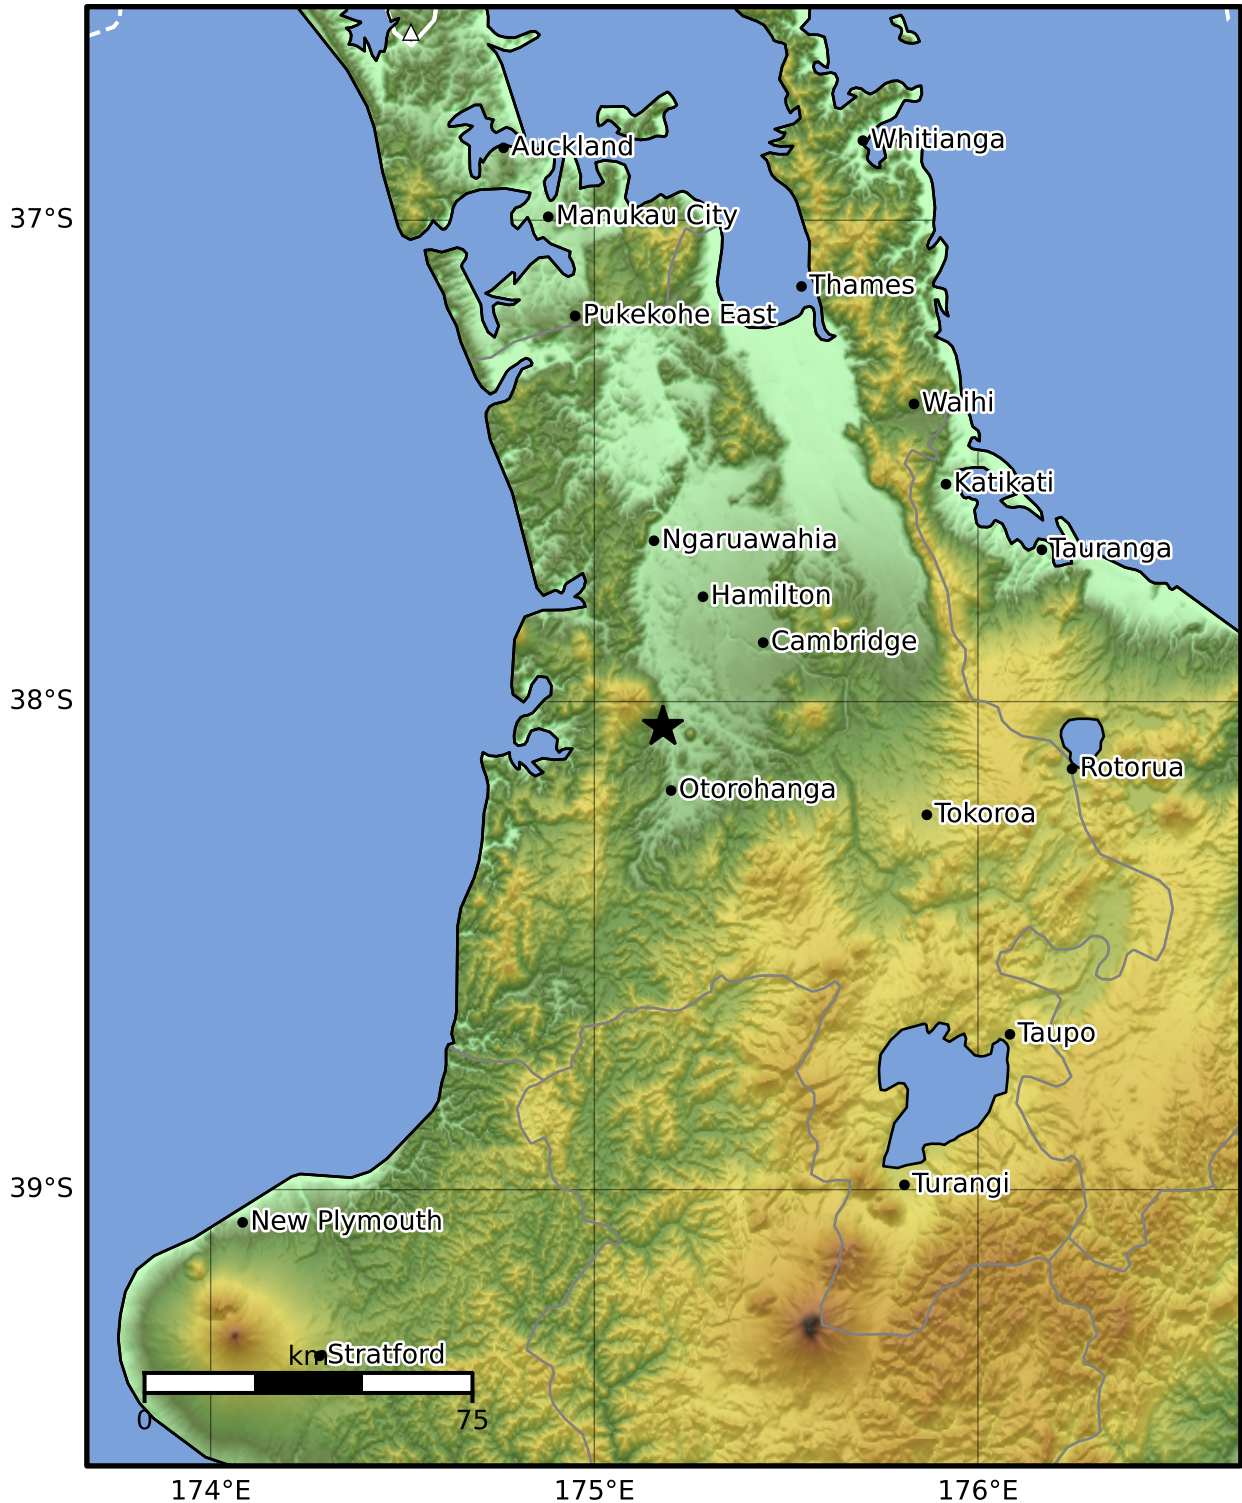 Auckland
Whitianga
37°S
Manukau City
Thames
Pukekohe East
Waihi
Katikati
Ngaruawahia
Tauranga
Hamilton
Cambridge
38°S
Rotorua
Otorohanga
Tokoroa
Taupo
39°S
Turangi
New Plymouth
km
Stratford
0
75
174°E
175°E
176°E